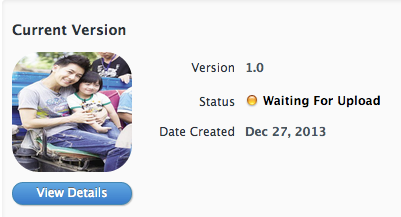 Current Version
Version 1.0
Status Waiting For Upload
Date Created Dec 27, 2013
View Details